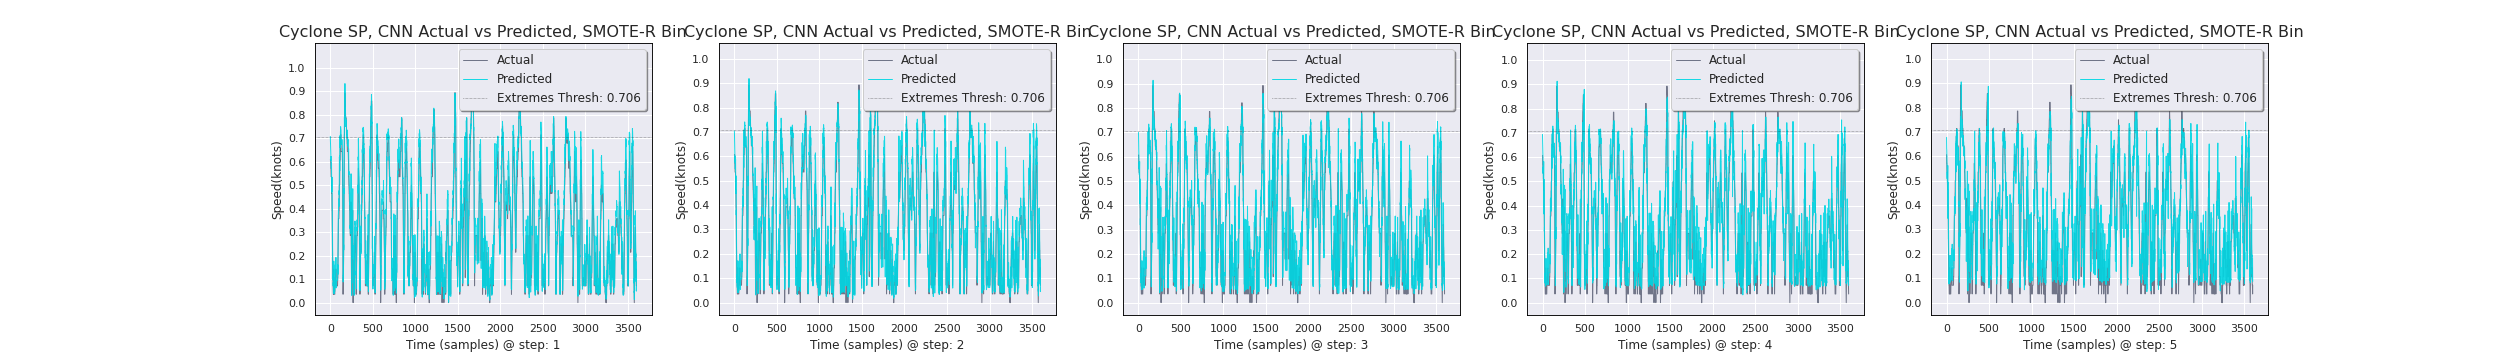 Cyclone SP, CNN Actual vs Predicted, SMOTE-R Bin
Actual
Predicted
Extremes Thresh: 0.706
Speed(knots)
1.0
0.9
0.8
0.7
0.6
0.5
0.4
0.3
0.2
0.1
0.0
0 500 1000 1500 2000 2500 3000 3500
Time (samples) @ step: 1
Cyclone SP, CNN Actual vs Predicted, SMOTE-R Bin
Actual
Predicted
Extremes Thresh: 0.706
Speed(knots)
1.0
0.9
0.8
0.7
0.6
0.5
0.4
0.3
0.2
0.1
0.0
0 500 1000 1500 2000 2500 3000 3500
Time (samples) @ step: 2
Cyclone SP, CNN Actual vs Predicted, SMOTE-R Bin
Actual
Predicted
Extremes Thresh: 0.706
Speed(knots)
1.0
0.9
0.8
0.7
0.6
0.5
0.4
0.3
0.2
0.1
0.0
0 500 1000 1500 2000 2500 3000 3500
Time (samples) @ step: 3
Cyclone SP, CNN Actual vs Predicted, SMOTE-R Bin
Actual
Predicted
Extremes Thresh: 0.706
Speed(knots)
1.0
0.9
0.8
0.7
0.6
0.5
0.4
0.3
0.2
0.1
0.0
0 500 1000 1500 2000 2500 3000 3500
Time (samples) @ step: 4
Cyclone SP, CNN Actual vs Predicted, SMOTE-R Bin
Actual
Predicted
Extremes Thresh: 0.706
Speed(knots)
1.0
0.9
0.8
0.7
0.6
0.5
0.4
0.3
0.2
0.1
0.0
0 500 1000 1500 2000 2500 3000 3500
Time (samples) @ step: 5